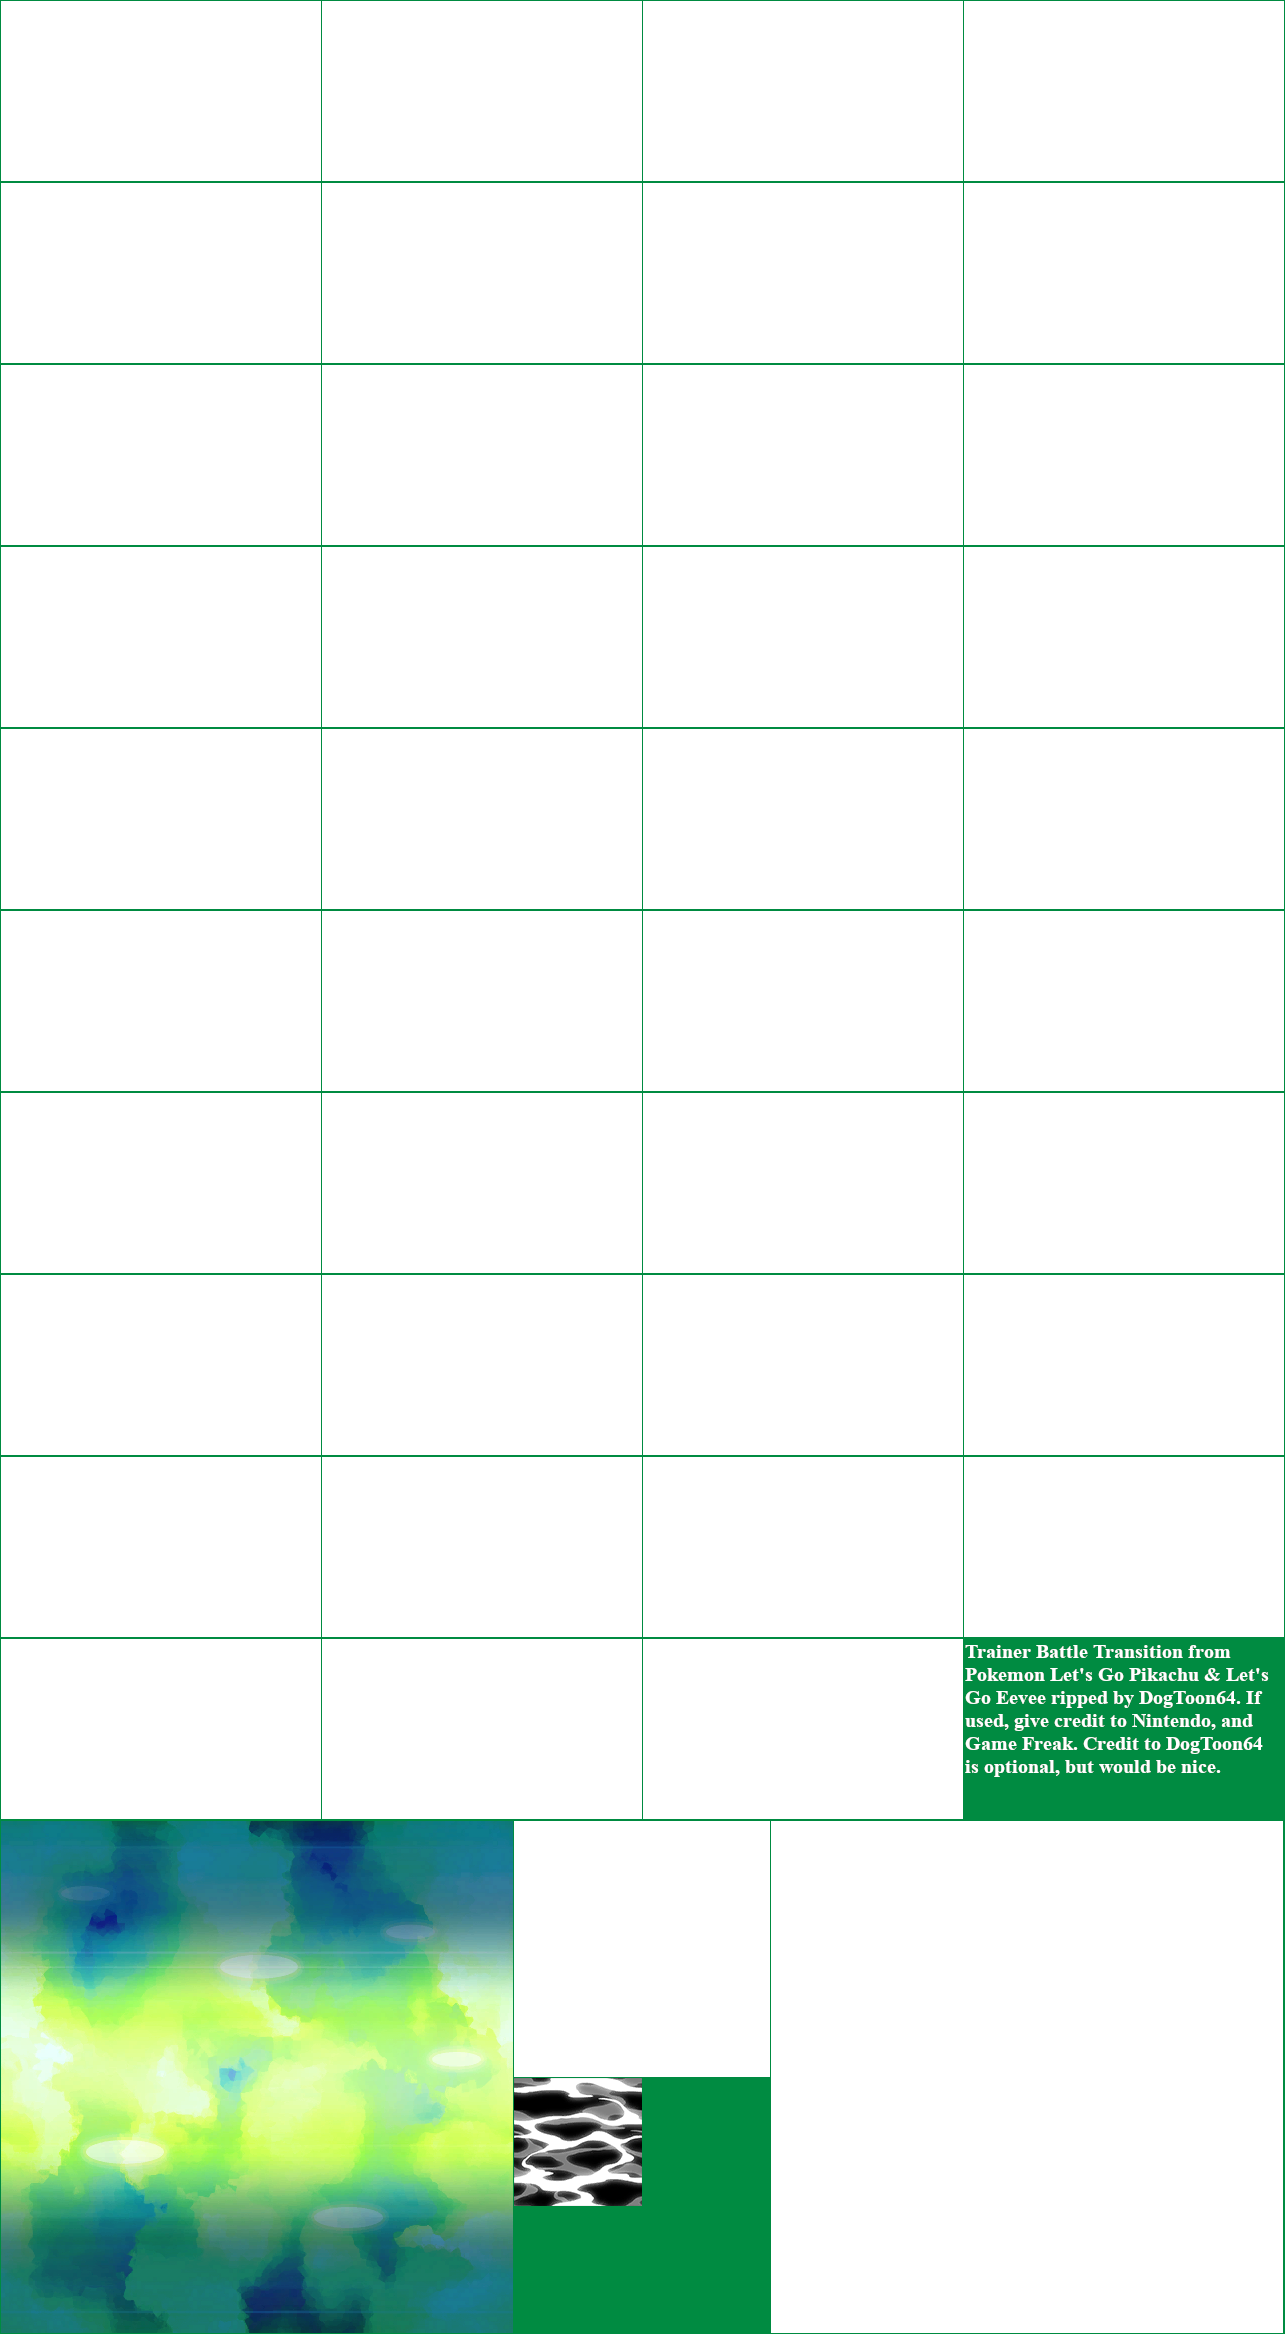 Trainer Battle Transition from
Pokemon Let's Go Pikachu & Let's
Go Eevee ripped by DogToon64. If
used, give credit to Nintendo, and
Game Freak. Credit to DogToon64
is optional, but would be nice.